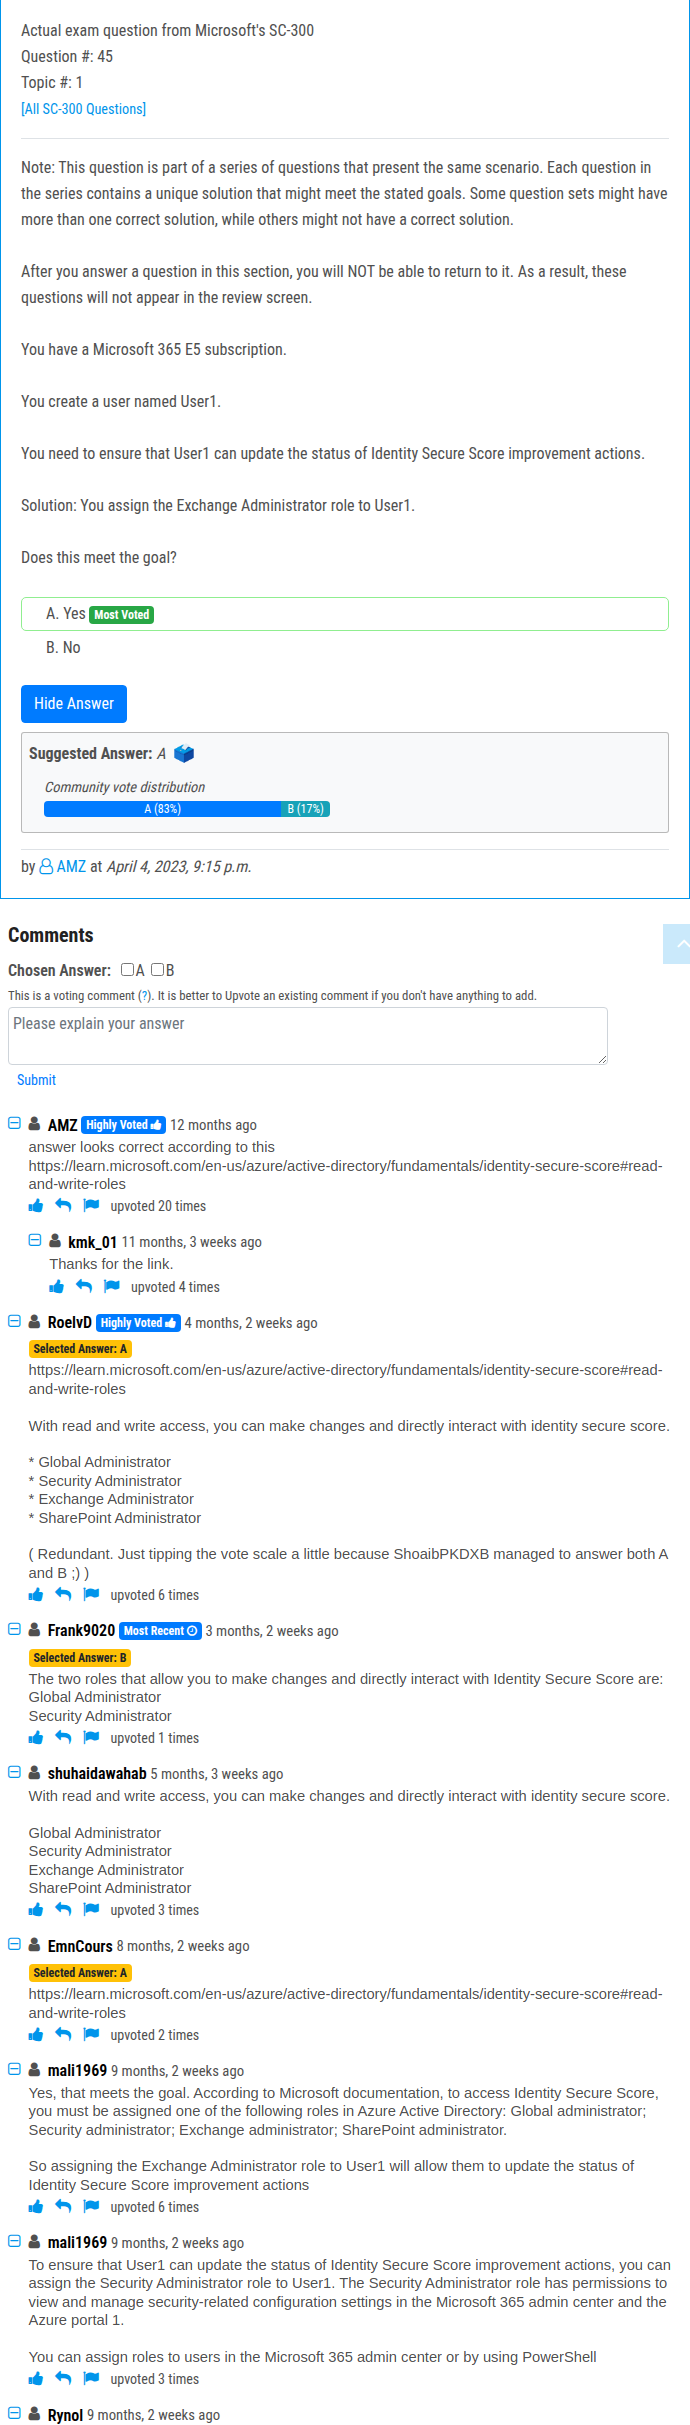 Actual exam question from Microsoft's SC-300
Question #: 45
Topic #: 1
[All SC-300 Questions]
Note: This question is part of a series of questions that present the same scenario. Each question in
the series contains a unique solution that might meet the stated goals. Some question sets might have
more than one correct solution, while others might not have a correct solution.
After you answer a question in this section, you will NOT be able to return to it. As a result, these
questions will not appear in the review screen.
You have a Microsoft 365 E5 subscription.
You create a user named User1.
You need to ensure that User1 can update the status of Identity Secure Score improvement actions.
Solution: You assign the Exchange Administrator role to User1.
Does this meet the goal?
A. Yes Most Voted
B. No
Hide Answer
Suggested Answer: A
Community vote distribution
A (83%) B (17%)
by AMZ at April 4, 2023, 9:15 p.m.
Comments
Chosen Answer: A B
This is a voting comment (?). It is better to Upvote an existing comment if you don't have anything to add.
Please explain your answer
Submit
AMZ Highly Voted 12 months ago
answer looks correct according to this
https://learn.microsoft.com/en-us/azure/active-directory/fundamentals/identity-secure-score#read-
and-write-roles
upvoted 20 times
kmk_01 11 months, 3 weeks ago
Thanks for the link.
upvoted 4 times
RoelvD Highly Voted 4 months, 2 weeks ago
Selected Answer: A
https://learn.microsoft.com/en-us/azure/active-directory/fundamentals/identity-secure-score#read-
and-write-roles
With read and write access, you can make changes and directly interact with identity secure score.
* Global Administrator
* Security Administrator
* Exchange Administrator
* SharePoint Administrator
( Redundant. Just tipping the vote scale a little because ShoaibPKDXB managed to answer both A
and B ;) )
upvoted 6 times
Frank9020 Most Recent 3 months, 2 weeks ago
Selected Answer: B
The two roles that allow you to make changes and directly interact with Identity Secure Score are:
Global Administrator
Security Administrator
upvoted 1 times
shuhaidawahab 5 months, 3 weeks ago
With read and write access, you can make changes and directly interact with identity secure score.
Global Administrator
Security Administrator
Exchange Administrator
SharePoint Administrator
upvoted 3 times
EmnCours 8 months, 2 weeks ago
Selected Answer: A
https://learn.microsoft.com/en-us/azure/active-directory/fundamentals/identity-secure-score#read-
and-write-roles
upvoted 2 times
mali1969 9 months, 2 weeks ago
Yes, that meets the goal. According to Microsoft documentation, to access Identity Secure Score,
you must be assigned one of the following roles in Azure Active Directory: Global administrator;
Security administrator; Exchange administrator; SharePoint administrator.
So assigning the Exchange Administrator role to User1 will allow them to update the status of
Identity Secure Score improvement actions
upvoted 6 times
mali1969 9 months, 2 weeks ago
To ensure that User1 can update the status of Identity Secure Score improvement actions, you can
assign the Security Administrator role to User1. The Security Administrator role has permissions to
view and manage security-related configuration settings in the Microsoft 365 admin center and the
Azure portal 1.
You can assign roles to users in the Microsoft 365 admin center or by using PowerShell
upvoted 3 times
Rynol 9 months, 2 weeks ago